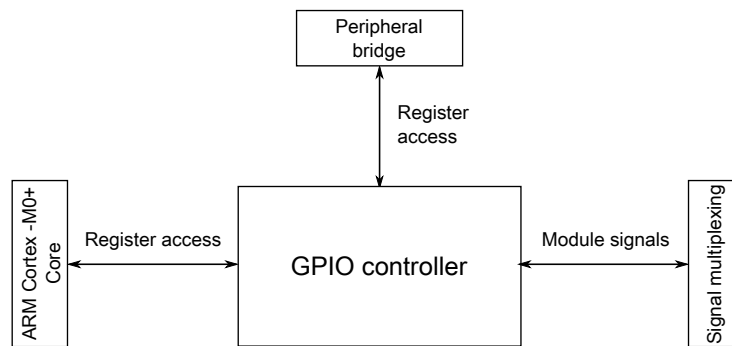 Peripheral
bridge
Register
access
ARM Cortex -M0+
Core
Register access
GPIO controller
Module signals
Signal multiplexing